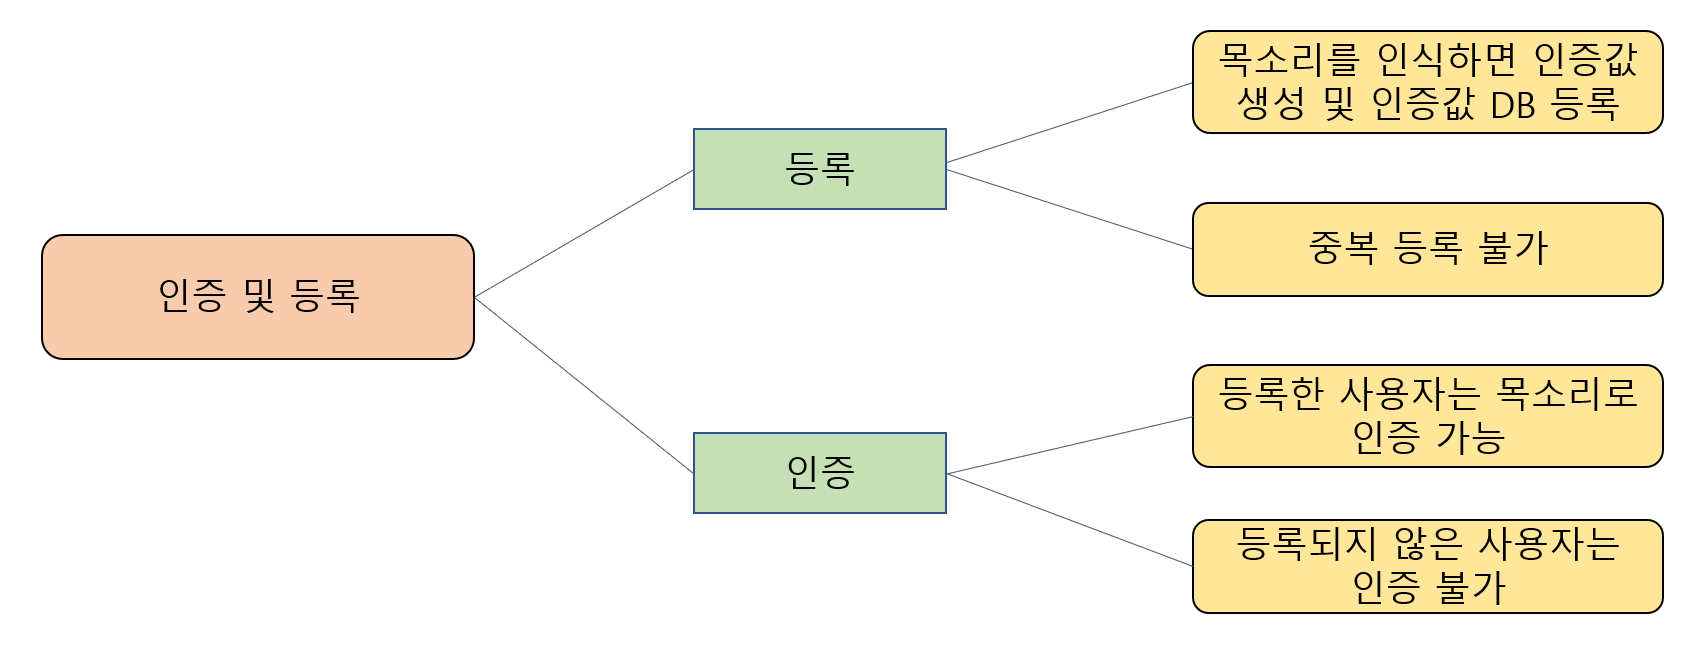 인증 및 등록
등록
목소리를 인식하면 인증값
생성 및 인증값 DB 등록
중복 등록 불가
인증
등록한 사용자는 목소리로
인증 가능
등록되지 않은 사용자는
인증 불가